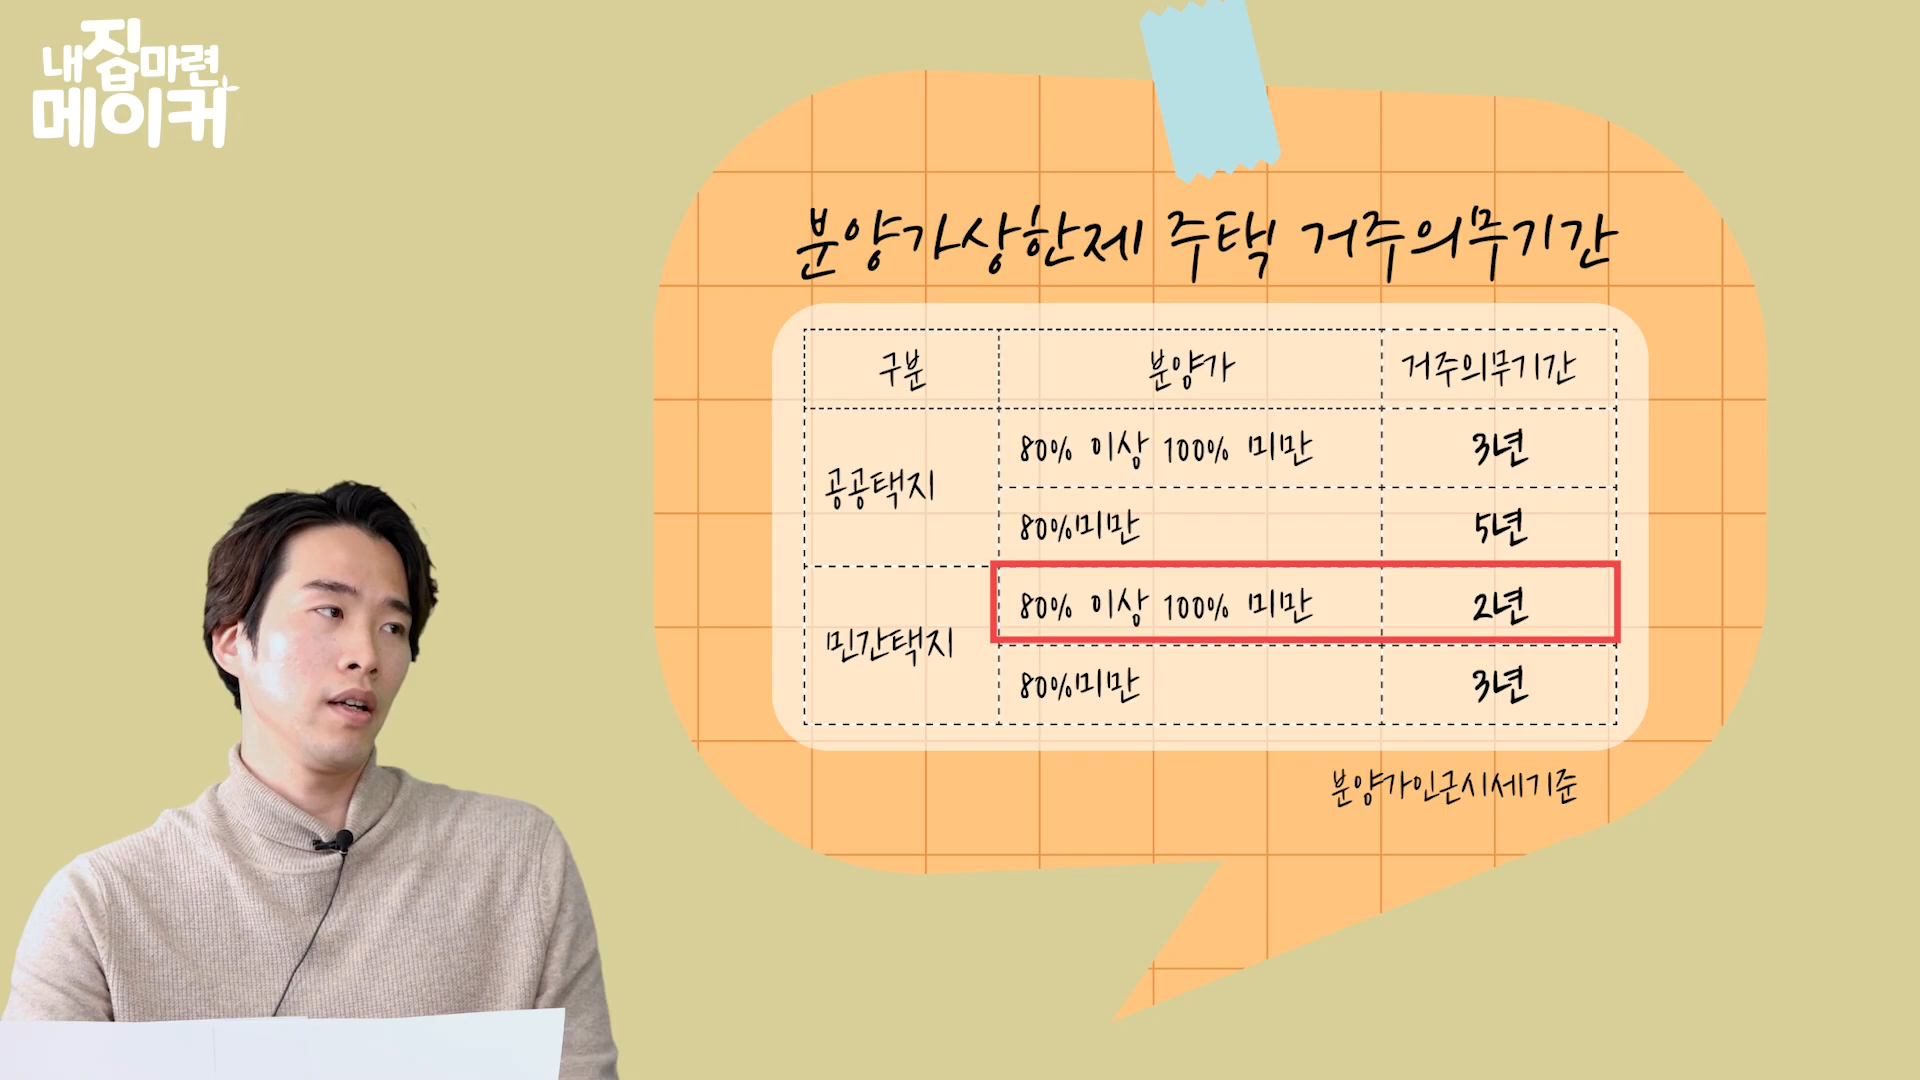 내집마련
메이커
분양가상한제 주택 거주의무기간
구분 분양가 거주의무기간
공공택지 80% 이상 100% 미만 3년
80%미만 5년
민간택지 80% 이상 100% 미만 2년
80%미만 3년
분양가인근시세기준